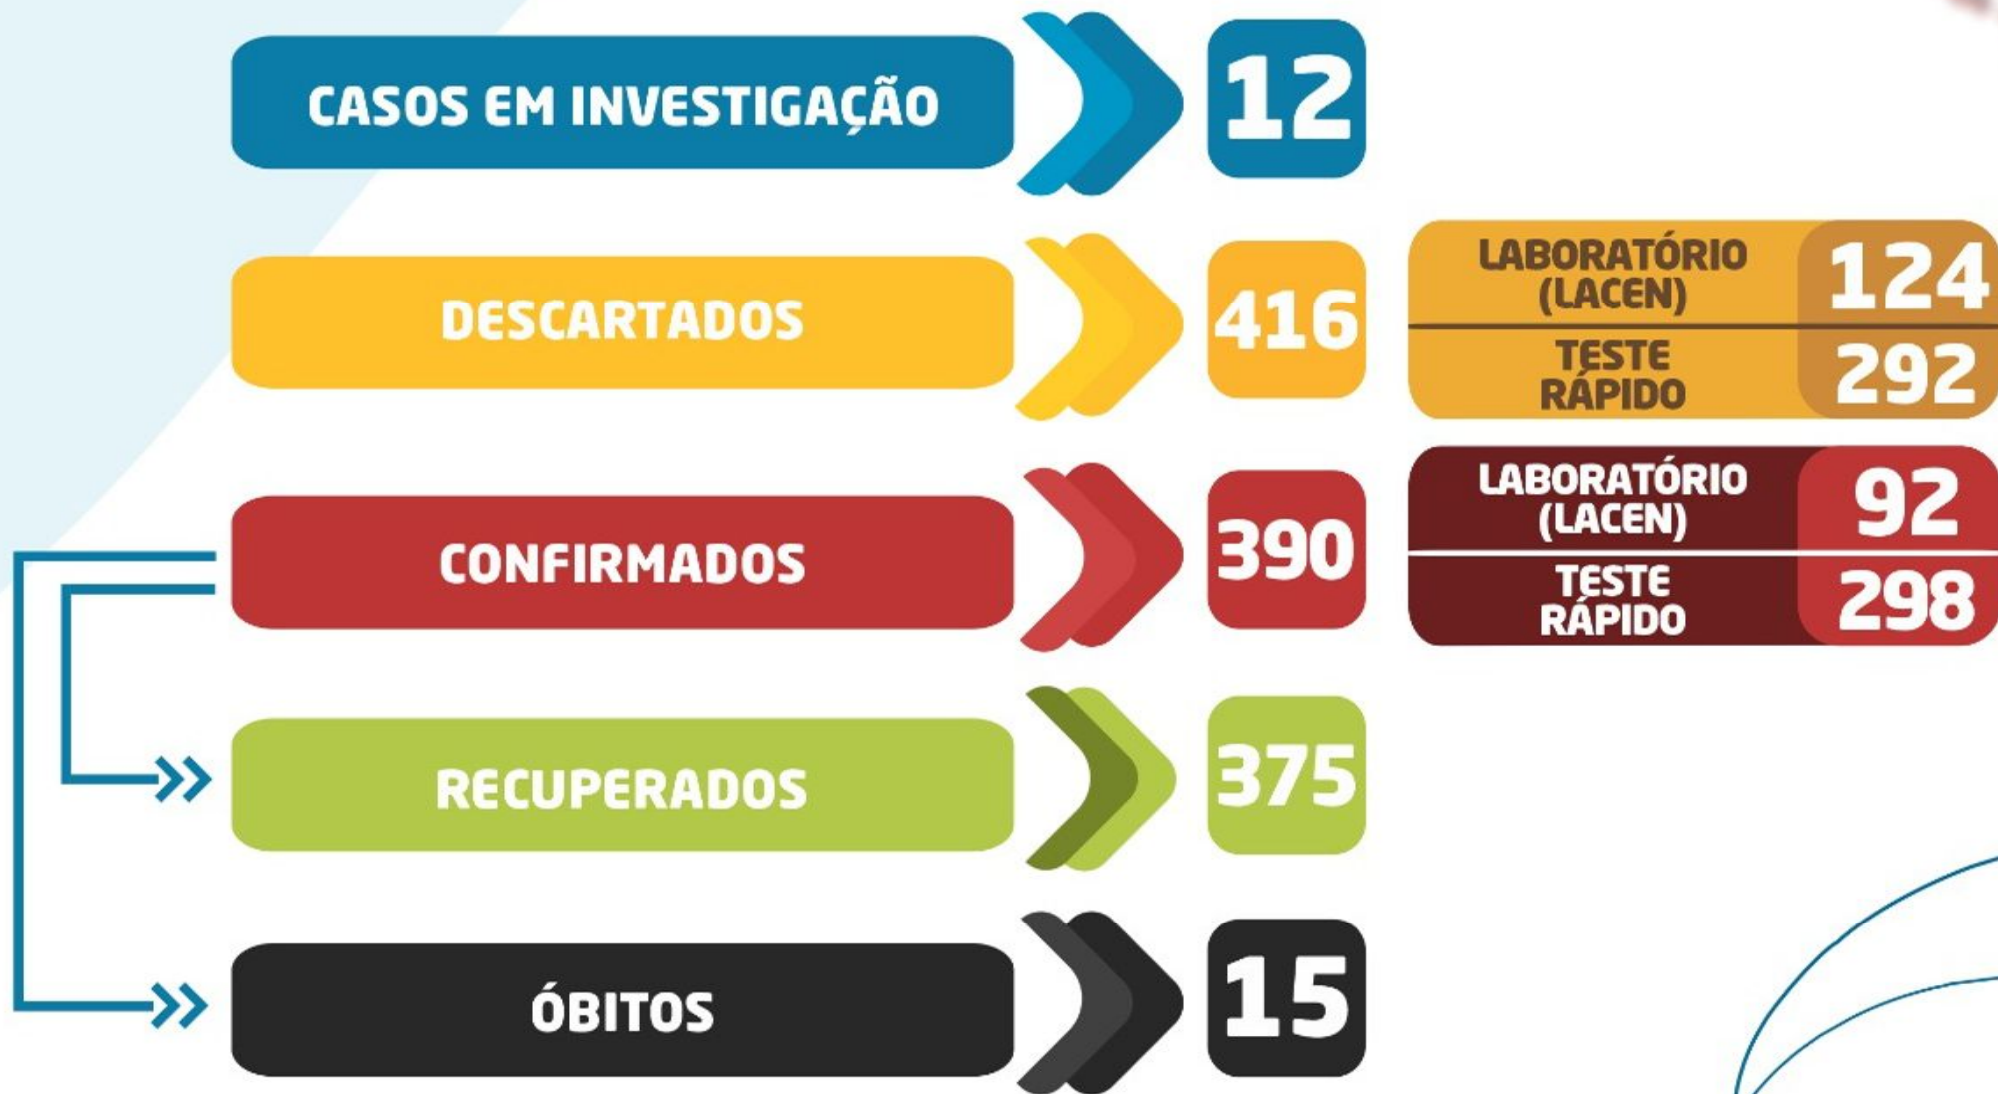 CASOS EM INVESTIGAÇÃO
12
DESCARTADOS
416
LABORATÓRIO
(LACEN)
124
TESTE
RÁPIDO
292
CONFIRMADOS
390
LABORATÓRIO
(LACEN)
92
TESTE
RÁPIDO
298
RECUPERADOS
375
ÓBITOS
15